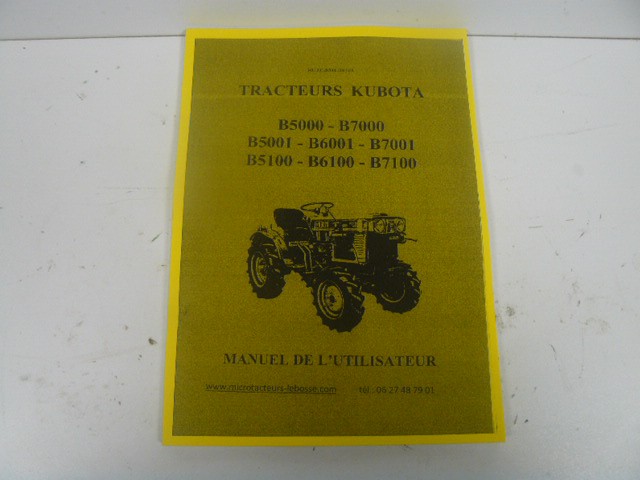 TRACTEURS KUBOTA
B5000 - B7000
B5001 - B6001 - B7001
B5100 - B6100 - B7100
MANUEL DE L'UTILISATEUR
www.microtracteurs-lebosse.com tél : 06 27 48 79 01